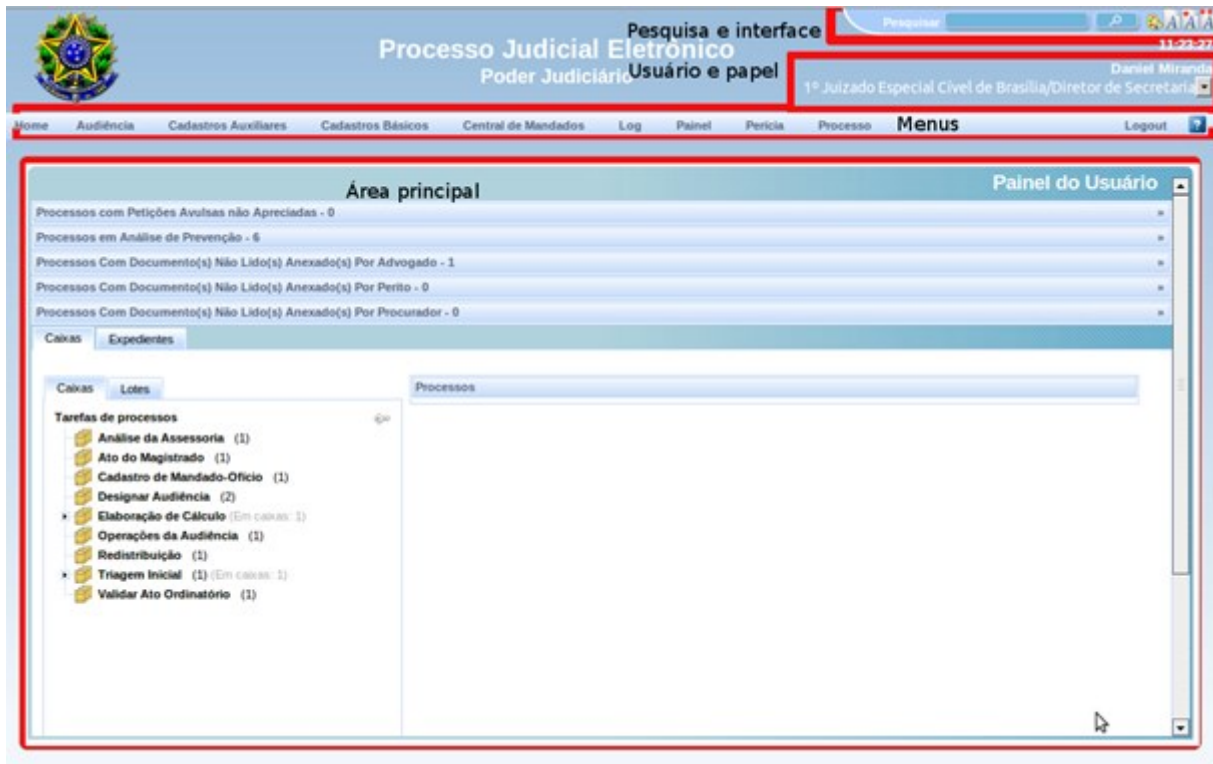 Pesquisa e interface
Pesquisar
A A A
Processo Judicial Eletrônico
11:23:27
Poder Judiciário
Usuário e papel
Daniel Miranda
1º Juizado Especial Cível de Brasília/Diretor de Secretaria
Home Audiência Cadastros Auxiliares Cadastros Básicos Central de Mandados Log Painel Perícia Processo Menus Logout ?
Painel do Usuário
Área principal
Processos com Petições Avulsas não Apreciadas - 0 »
Processos em Análise de Prevenção - 6 »
Processos Com Documento(s) Não Lido(s) Anexado(s) Por Advogado - 1 »
Processos Com Documento(s) Não Lido(s) Anexado(s) Por Perito - 0 »
Processos Com Documento(s) Não Lido(s) Anexado(s) Por Procurador - 0 »
Caixas Expedientes
Caixas Lotes Processos
Tarefas de processos
Análise da Assessoria (1)
Ato do Magistrado (1)
Cadastro de Mandado-Ofício (1)
Designar Audiência (2)
Elaboração de Cálculo (Em caixas: 1)
Operações da Audiência (1)
Redistribuição (1)
Triagem Inicial (1) (Em caixas: 1)
Validar Ato Ordinatório (1)